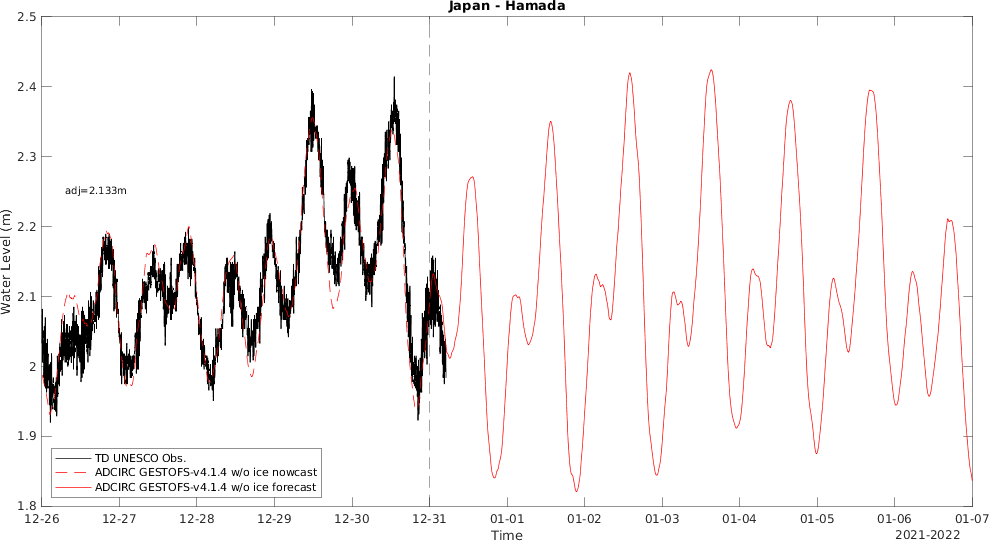 Japan - Hamada
2.5
2.4
2.3
2.2
2.1
2
1.9
1.8
Water Level (m)
adj=2.133m
TD UNESCO Obs.
ADCIRC GESTOFS-v4.1.4 w/o ice nowcast
ADCIRC GESTOFS-v4.1.4 w/o ice forecast
12-26 12-27 12-28 12-29 12-30 12-31 01-01 01-02 01-03 01-04 01-05 01-06 01-07
Time
2021-2022